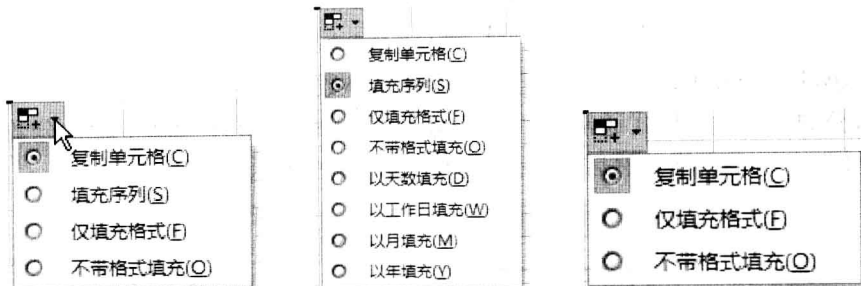 复制单元格(C)
填充序列(S)
仅填充格式(F)
不带格式填充(O)
复制单元格(C)
填充序列(S)
仅填充格式(F)
不带格式填充(O)
以天数填充(D)
以工作日填充(W)
以月填充(M)
以年填充(Y)
复制单元格(C)
仅填充格式(F)
不带格式填充(O)